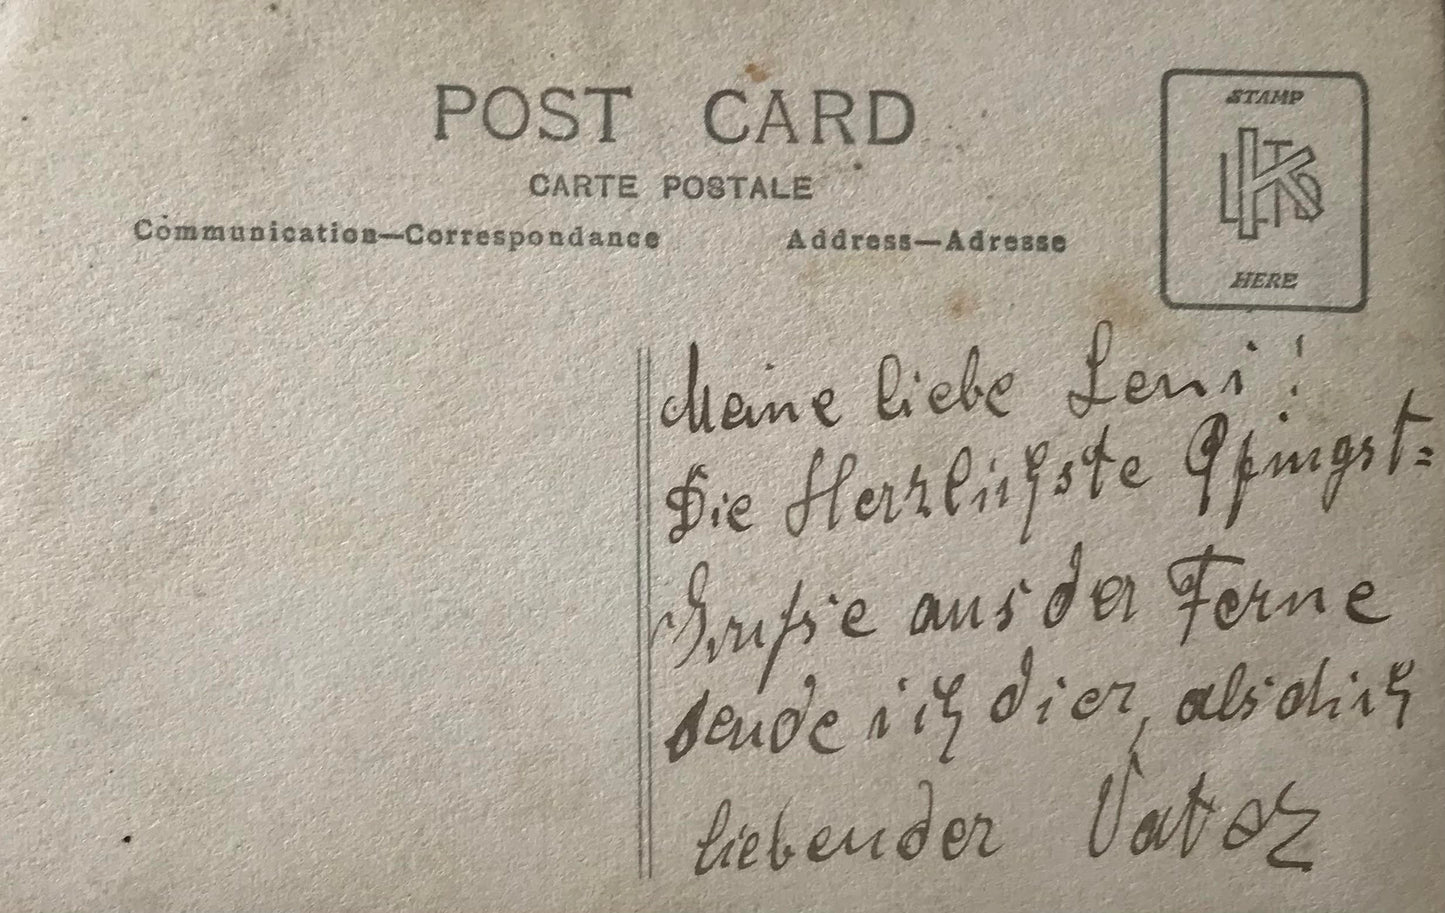 POST CARD
CARTE POSTALE
Communication—Correspondance
Address—Adresse
STAMP
HERE
Meine liebe Leni!
Die Herzlichste Pfingst=
Grüße aus der Ferne
sende ich dir, als dich
liebender Vater